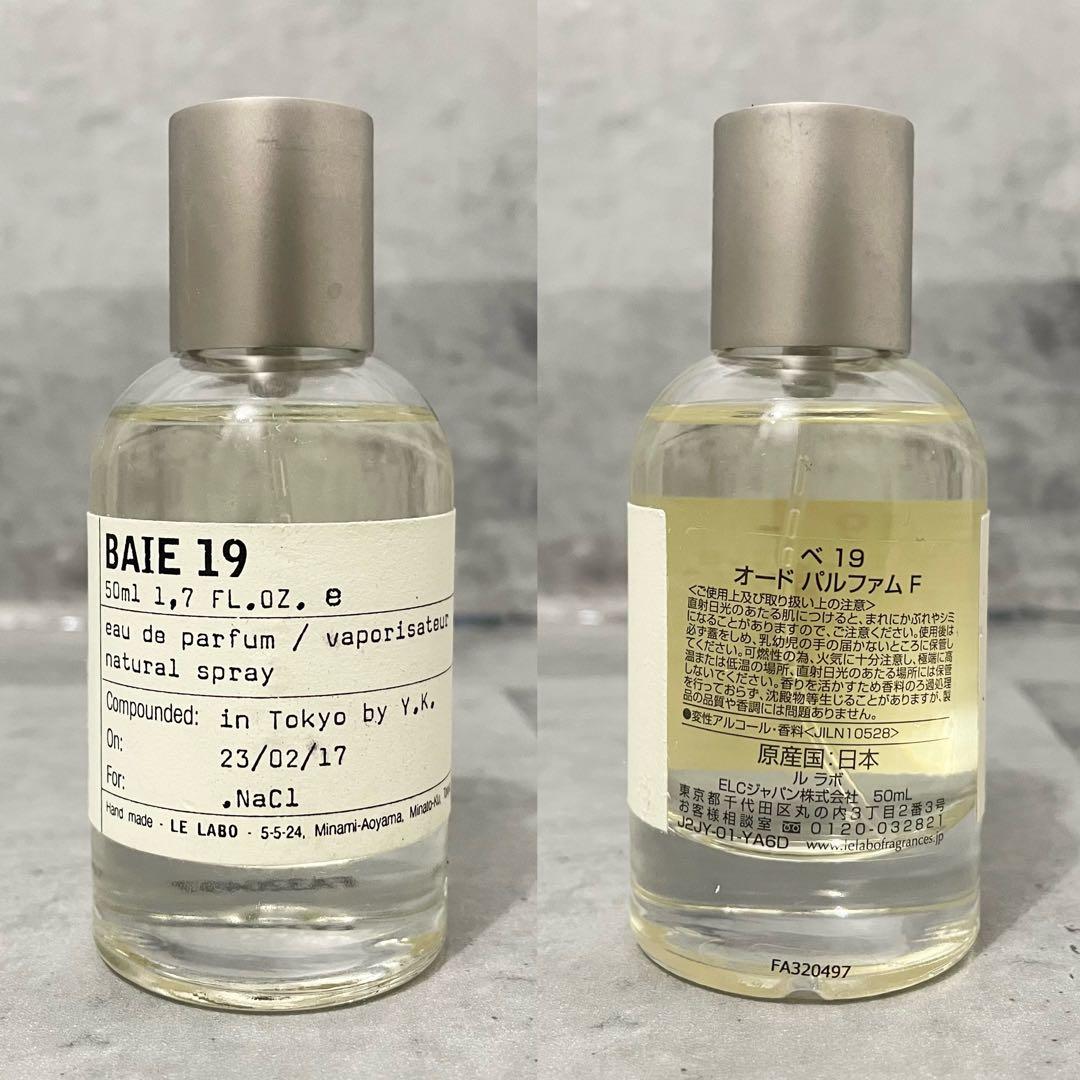 BAIE 19
50ml 1,7 FL.OZ. e
eau de parfum / vaporisateur
natural spray
Compounded: in Tokyo by Y.K.
On: 23/02/17
For: .NaCl
Hand made - LE LABO - 5-5-24, Minami-Aoyama, Minato-Ku,
ベ 19
オード パルファム F
<ご使用上及び取り扱い上の注意>
直射日光のあたる肌につけると、まれにかぶれやシミ
になることがありますので、ご注意ください。使用後は
必ず蓋をしめ、乳幼児の手の届かないところに保管し
てください。可燃性の為、火気に十分注意し、極端に高
温または低温の場所、直射日光のあたる場所には保管
しないでください。香りを活かすため香料のろ過処理
を行っておらず、沈殿物等生じることがありますが、製
品の品質や香調には問題ありません。
●変性アルコール・香料<JILN10528>
原産国:日本
ル ラボ
ELCジャパン株式会社 50mL
東京都千代田区丸の内3丁目2番3号
お客様相談室 0120-032821
J2JY-01-YA6D www.lelabofragrances.jp
FA320497